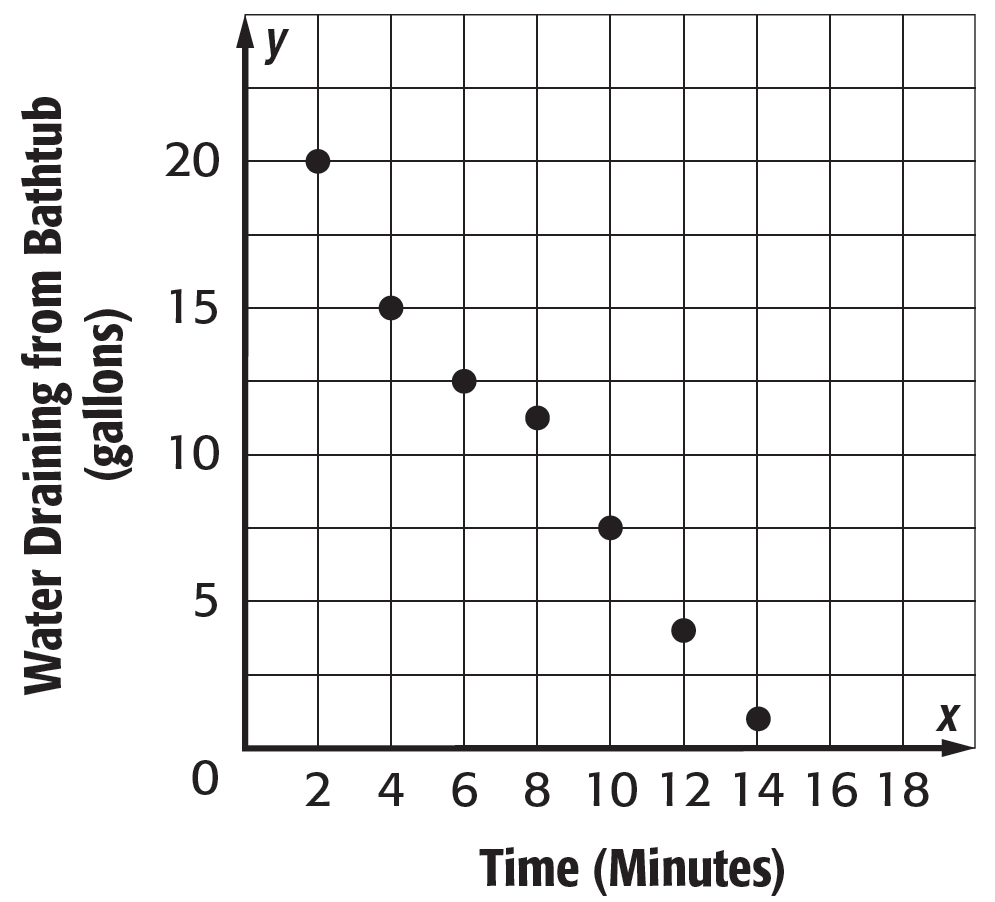 Water Draining from Bathtub
(gallons)
y
20
15
10
5
0
x
2 4 6 8 10 12 14 16 18
Time (Minutes)